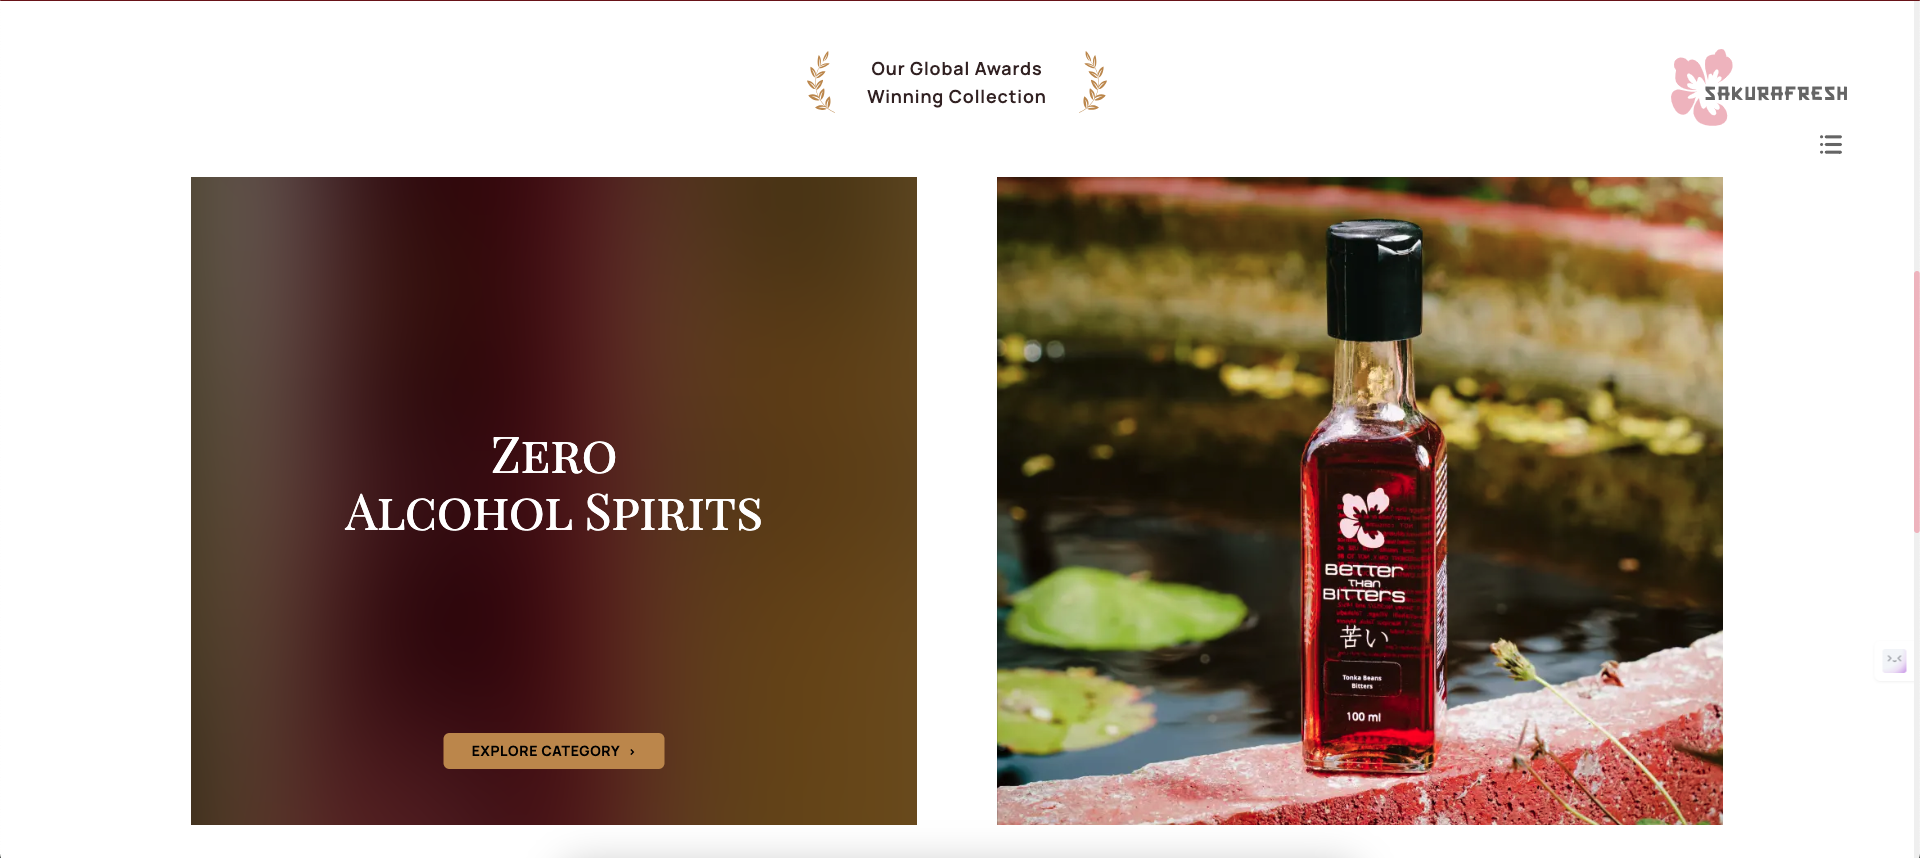 Our Global Awards
Winning Collection
SAKURAFRESH
ZERO
ALCOHOL SPIRITS
EXPLORE CATEGORY ›
BETTER
THAN
BITTERS
苦い
Tonka Beans
Bitters
100 ml